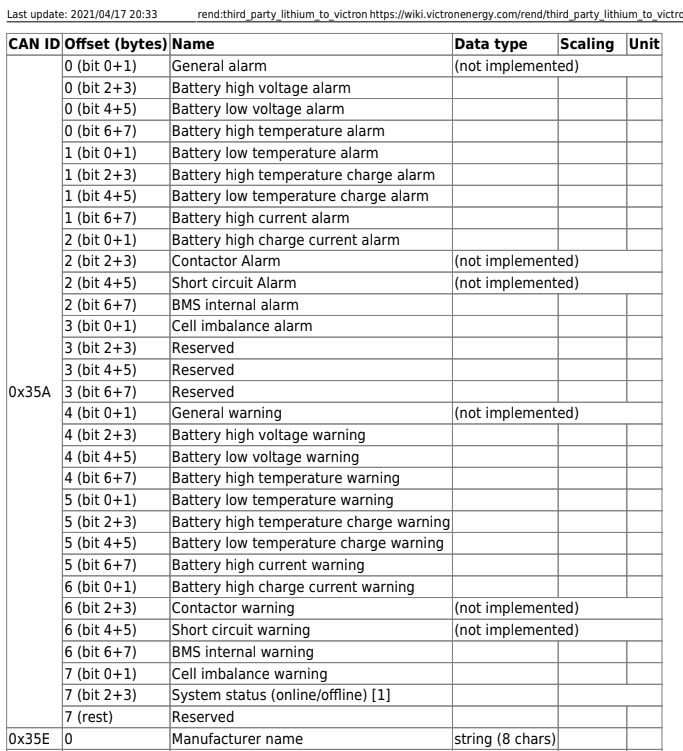 Last update: 2021/04/17 20:33 rend:third_party_lithium_to_victron https://wiki.victronenergy.com/rend/third_party_lithium_to_victro
CAN ID Offset (bytes) Name Data type Scaling Unit
0 (bit 0+1) General alarm (not implemented)
0 (bit 2+3) Battery high voltage alarm
0 (bit 4+5) Battery low voltage alarm
0 (bit 6+7) Battery high temperature alarm
1 (bit 0+1) Battery low temperature alarm
1 (bit 2+3) Battery high temperature charge alarm
1 (bit 4+5) Battery low temperature charge alarm
1 (bit 6+7) Battery high current alarm
2 (bit 0+1) Battery high charge current alarm
2 (bit 2+3) Contactor Alarm (not implemented)
2 (bit 4+5) Short circuit Alarm (not implemented)
2 (bit 6+7) BMS internal alarm
3 (bit 0+1) Cell imbalance alarm
3 (bit 2+3) Reserved
3 (bit 4+5) Reserved
0x35A 3 (bit 6+7) Reserved
4 (bit 0+1) General warning (not implemented)
4 (bit 2+3) Battery high voltage warning
4 (bit 4+5) Battery low voltage warning
4 (bit 6+7) Battery high temperature warning
5 (bit 0+1) Battery low temperature warning
5 (bit 2+3) Battery high temperature charge warning
5 (bit 4+5) Battery low temperature charge warning
5 (bit 6+7) Battery high current warning
6 (bit 0+1) Battery high charge current warning
6 (bit 2+3) Contactor warning (not implemented)
6 (bit 4+5) Short circuit warning (not implemented)
6 (bit 6+7) BMS internal warning
7 (bit 0+1) Cell imbalance warning
7 (bit 2+3) System status (online/offline) [1]
7 (rest) Reserved
0x35E 0 Manufacturer name string (8 chars)